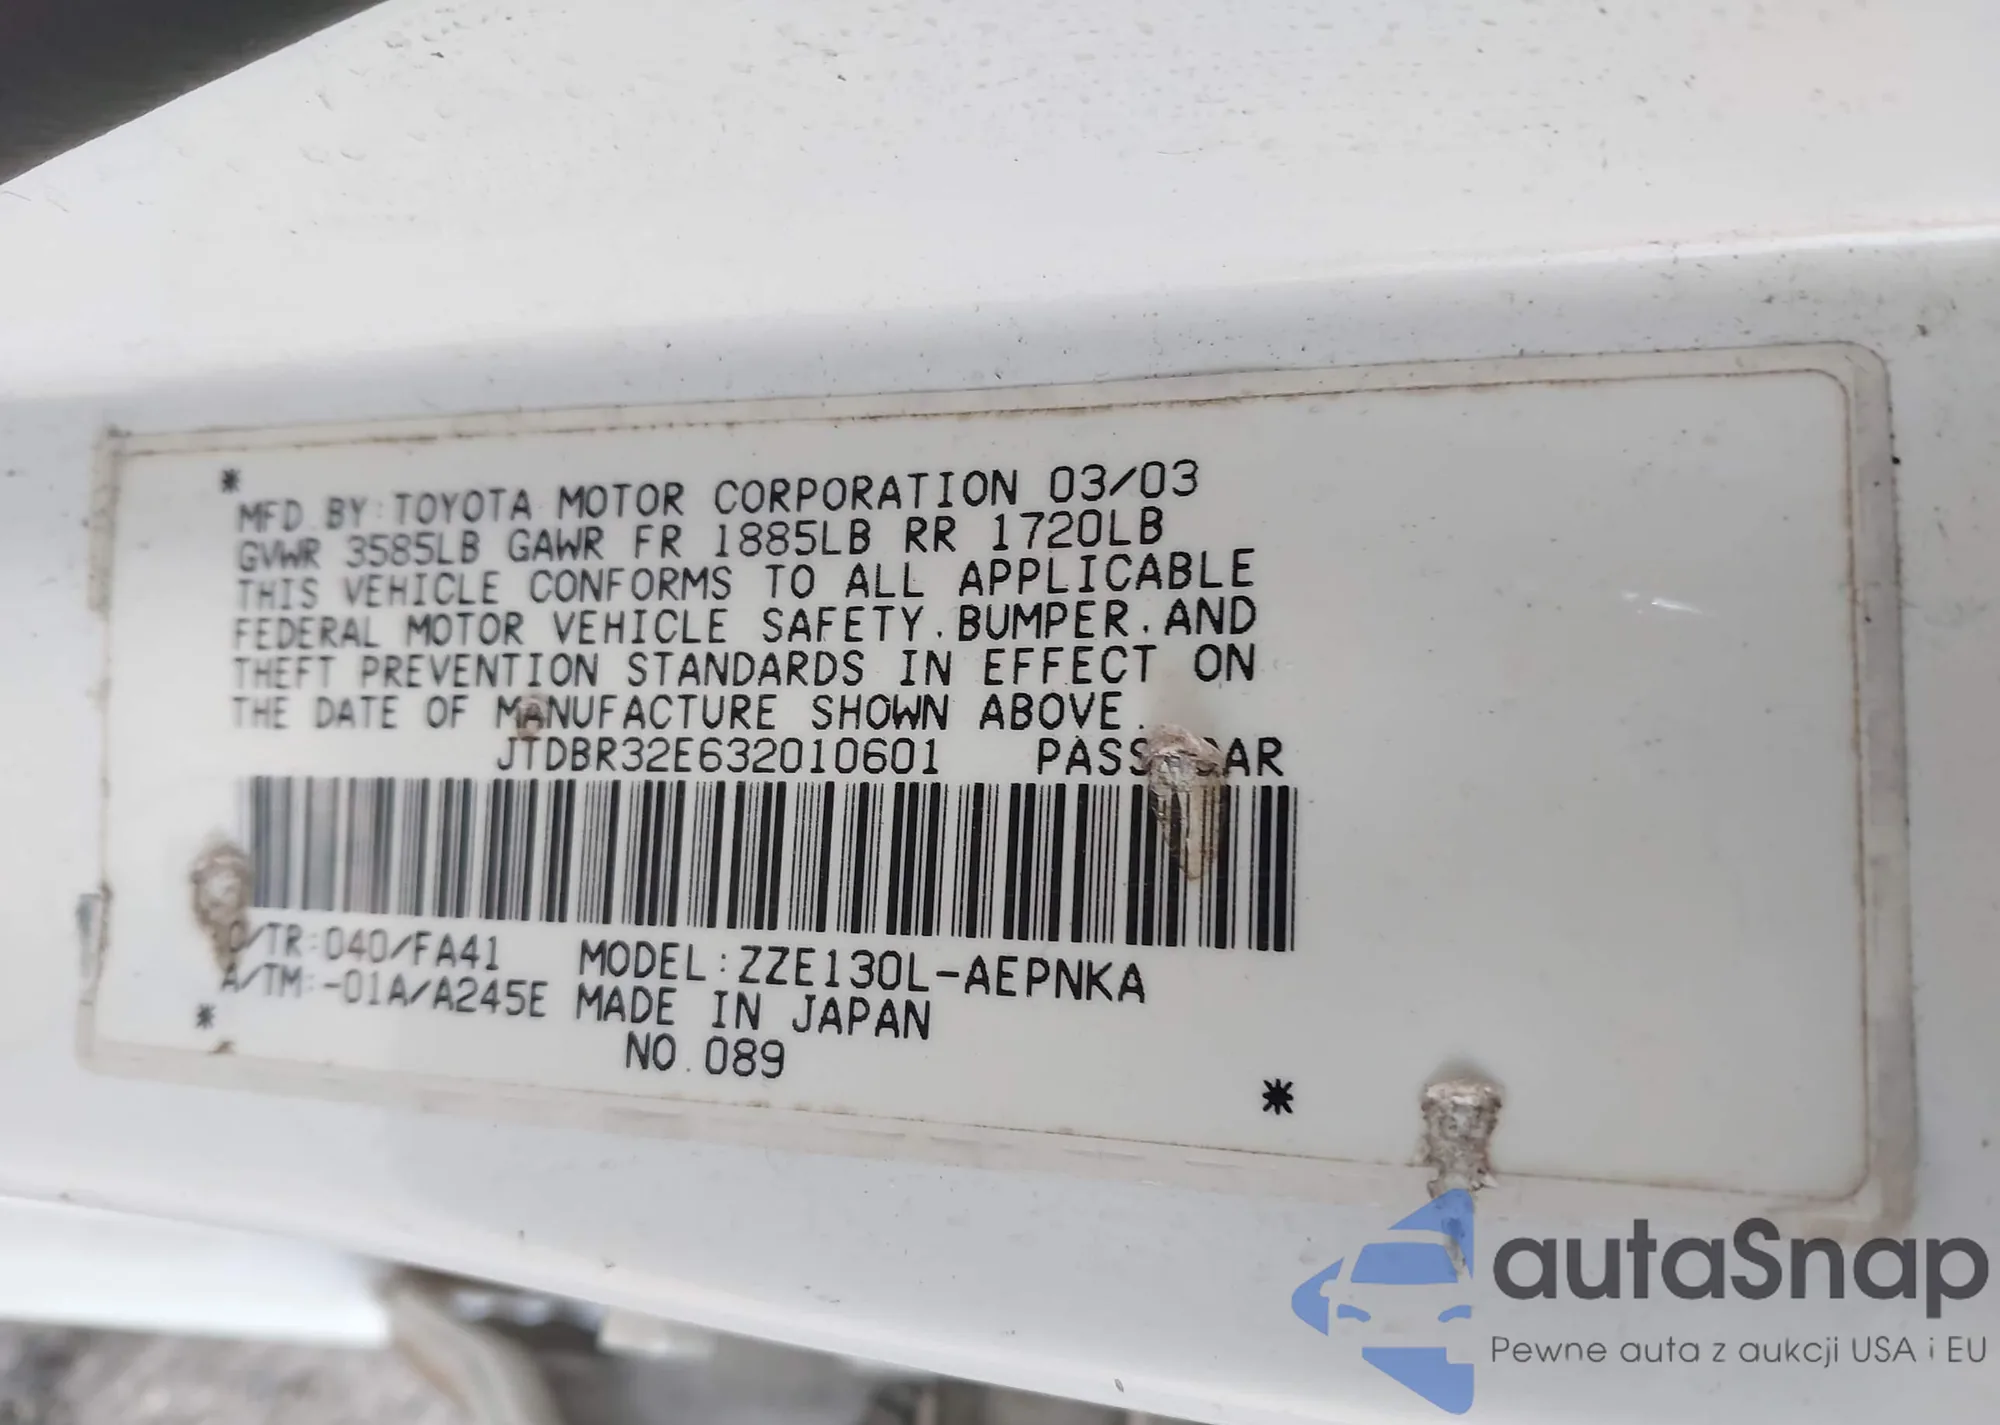 *
MFD BY:TOYOTA MOTOR CORPORATION 03/03
GVWR 3585LB GAWR FR 1885LB RR 1720LB
THIS VEHICLE CONFORMS TO ALL APPLICABLE
FEDERAL MOTOR VEHICLE SAFETY.BUMPER.AND
THEFT PREVENTION STANDARDS IN EFFECT ON
THE DATE OF MANUFACTURE SHOWN ABOVE.
JTDBR32E632010601 PASS
/TR:040/FA41 MODEL:ZZE130L-AEPNKA
A/TM:-01A/A245E MADE IN JAPAN
* NO.089
*
autaSnap
Pewne auta z aukcji USA i EU